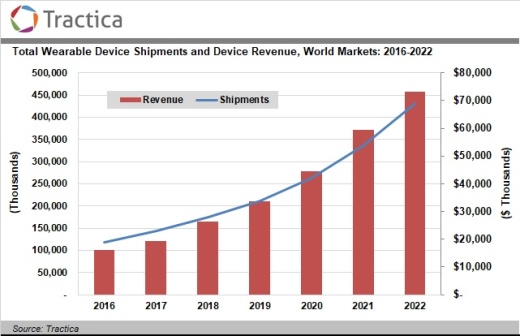 Tractica
Total Wearable Device Shipments and Device Revenue, World Markets: 2016-2022
500,000
450,000
400,000
350,000
300,000
250,000
200,000
150,000
100,000
50,000
-
(Thousands)
Revenue
Shipments
$80,000
$70,000
$60,000
$50,000
$40,000
$30,000
$20,000
$10,000
$-
($ Thousands)
2016 2017 2018 2019 2020 2021 2022
Source: Tractica